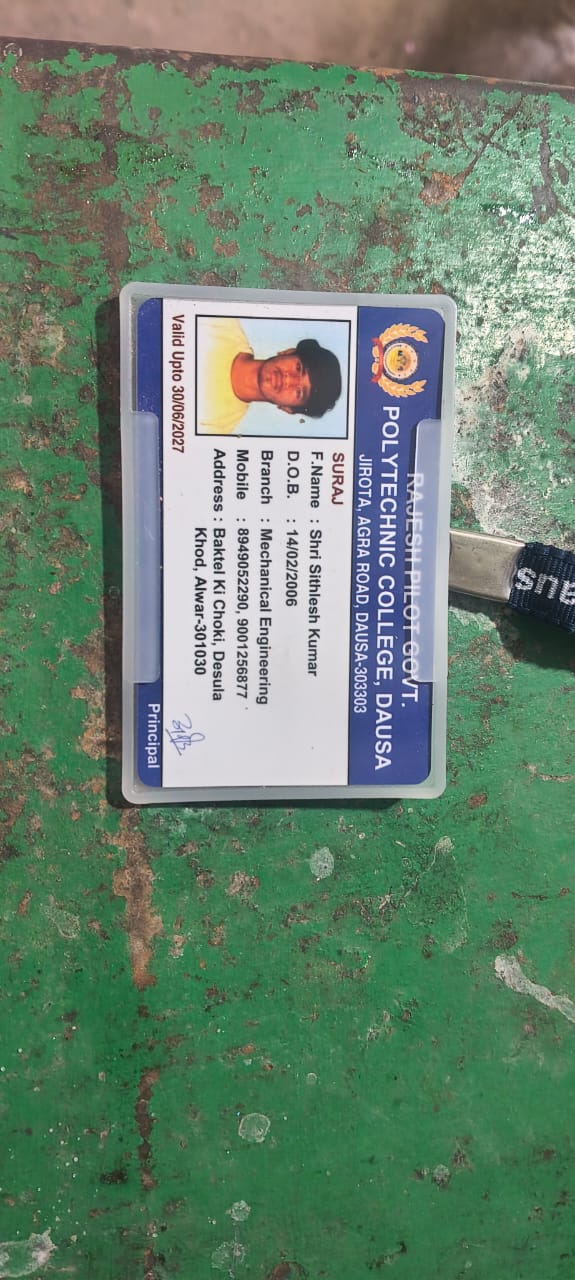 RAJESH PILOT GOVT.
POLYTECHNIC COLLEGE, DAUSA
JIROTA, AGRA ROAD, DAUSA-303303
SURAJ
F.Name : Shri Sithlesh Kumar
D.O.B. : 14/02/2006
Branch : Mechanical Engineering
Mobile : 8949052290, 9001256877
Address : Baktel Ki Choki, Desula
Khod, Alwar-301030
Valid Upto 30/06/2027
Principal